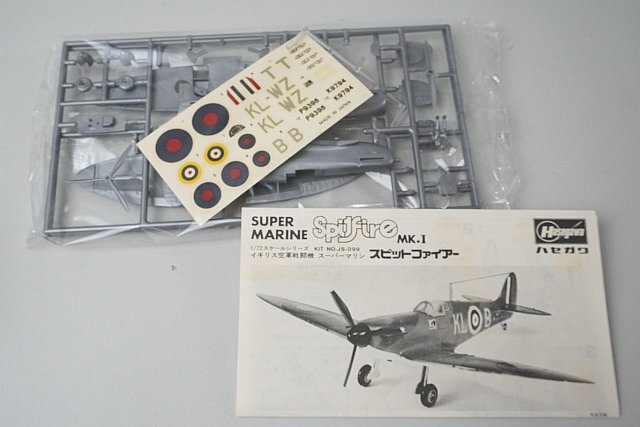 TT
KL-WZ
KL WZ
BB
P9398 K9794
P9398 K9794
MADE IN JAPAN
SUPER MARINE Spitfire MK.I
1/72スケールシリーズ KIT NO.JS-099
イギリス空軍戦闘機 スーパーマリン スピットファイアー
Hasegawa
ハセガワ
KL B